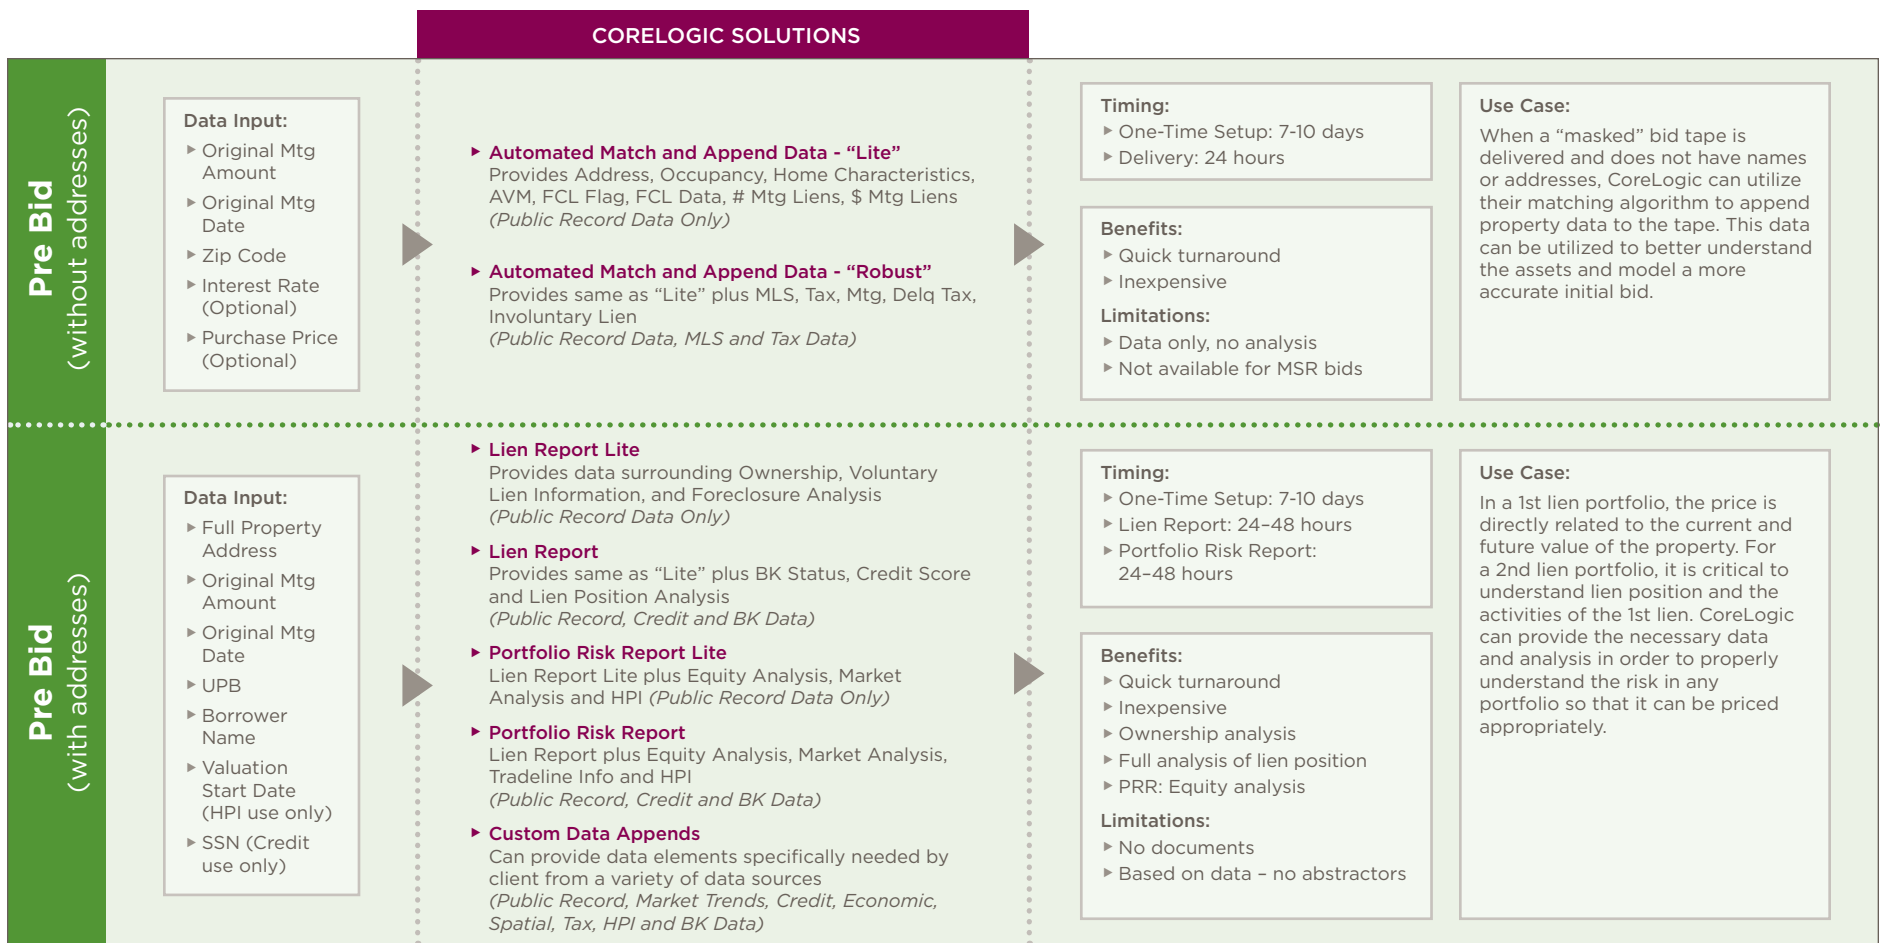 CORELOGIC SOLUTIONS
Pre Bid
(without addresses)
Data Input:
▸ Original Mtg
Amount
▸ Original Mtg
Date
▸ Zip Code
▸ Interest Rate
(Optional)
▸ Purchase Price
(Optional)
▸ Automated Match and Append Data - “Lite”
Provides Address, Occupancy, Home Characteristics,
AVM, FCL Flag, FCL Data, # Mtg Liens, $ Mtg Liens
(Public Record Data Only)
▸ Automated Match and Append Data - “Robust”
Provides same as “Lite” plus MLS, Tax, Mtg, Delq Tax,
Involuntary Lien
(Public Record Data, MLS and Tax Data)
Timing:
▸ One-Time Setup: 7-10 days
▸ Delivery: 24 hours
Benefits:
▸ Quick turnaround
▸ Inexpensive
Limitations:
▸ Data only, no analysis
▸ Not available for MSR bids
Use Case:
When a “masked” bid tape is
delivered and does not have names
or addresses, CoreLogic can utilize
their matching algorithm to append
property data to the tape. This data
can be utilized to better understand
the assets and model a more
accurate initial bid.
Pre Bid
(with addresses)
Data Input:
▸ Full Property
Address
▸ Original Mtg
Amount
▸ Original Mtg
Date
▸ UPB
▸ Borrower
Name
▸ Valuation
Start Date
(HPI use only)
▸ SSN (Credit
use only)
▸ Lien Report Lite
Provides data surrounding Ownership, Voluntary
Lien Information, and Foreclosure Analysis
(Public Record Data Only)
▸ Lien Report
Provides same as “Lite” plus BK Status, Credit Score
and Lien Position Analysis
(Public Record, Credit and BK Data)
▸ Portfolio Risk Report Lite
Lien Report Lite plus Equity Analysis, Market
Analysis and HPI (Public Record Data Only)
▸ Portfolio Risk Report
Lien Report plus Equity Analysis, Market Analysis,
Tradeline Info and HPI
(Public Record, Credit and BK Data)
▸ Custom Data Appends
Can provide data elements specifically needed by
client from a variety of data sources
(Public Record, Market Trends, Credit, Economic,
Spatial, Tax, HPI and BK Data)
Timing:
▸ One-Time Setup: 7-10 days
▸ Lien Report: 24–48 hours
▸ Portfolio Risk Report:
24–48 hours
Benefits:
▸ Quick turnaround
▸ Inexpensive
▸ Ownership analysis
▸ Full analysis of lien position
▸ PRR: Equity analysis
Limitations:
▸ No documents
▸ Based on data – no abstractors
Use Case:
In a 1st lien portfolio, the price is
directly related to the current and
future value of the property. For
a 2nd lien portfolio, it is critical to
understand lien position and the
activities of the 1st lien. CoreLogic
can provide the necessary data
and analysis in order to properly
understand the risk in any
portfolio so that it can be priced
appropriately.